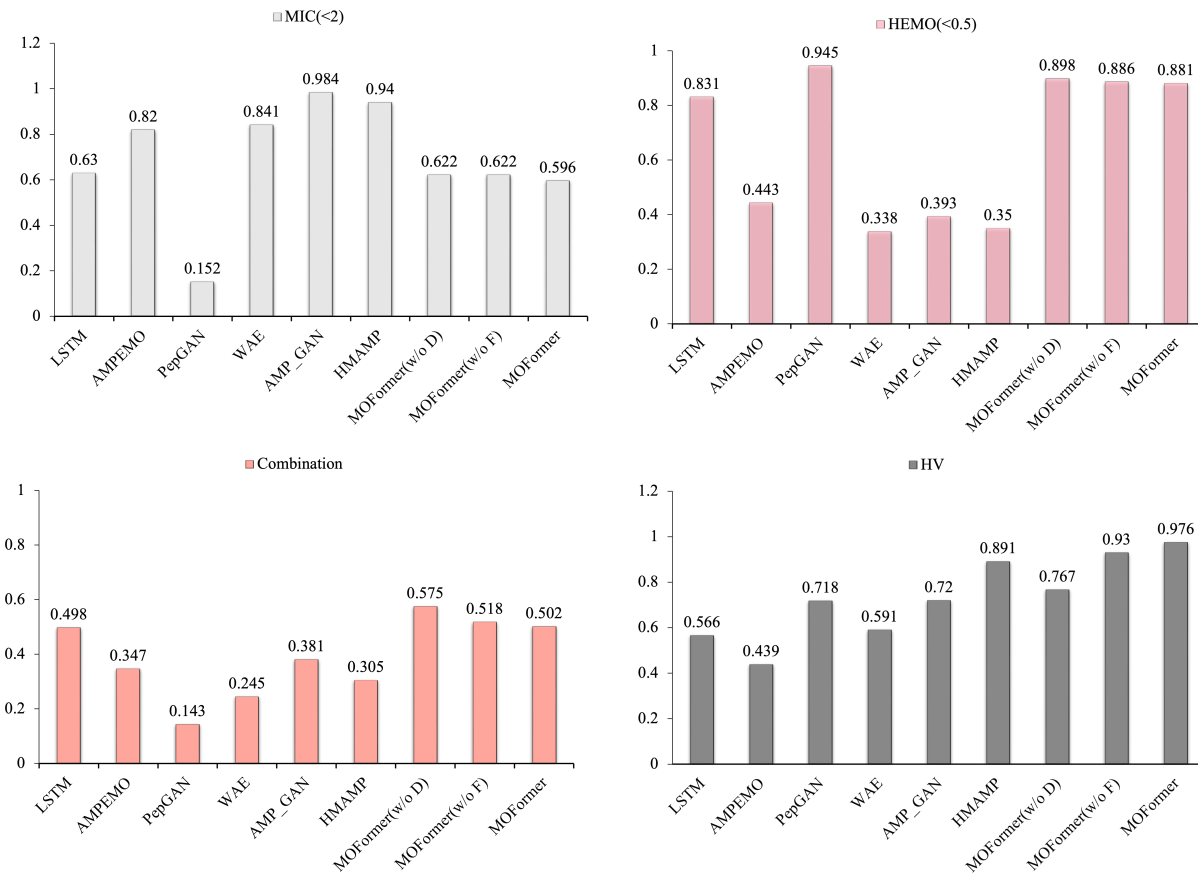 MIC(<2)
1.2
1
0.8
0.6
0.4
0.2
0
0.63
0.82
0.152
0.841
0.984
0.94
0.622
0.622
0.596
LSTM
AMPEMO
PepGAN
WAE
AMP_GAN
HMAMP
MOFormer(w/o D)
MOFormer(w/o F)
MOFormer
HEMO(<0.5)
1
0.8
0.6
0.4
0.2
0
0.831
0.443
0.945
0.338
0.393
0.35
0.898
0.886
0.881
LSTM
AMPEMO
PepGAN
WAE
AMP_GAN
HMAMP
MOFormer(w/o D)
MOFormer(w/o F)
MOFormer
Combination
1
0.8
0.6
0.4
0.2
0
0.498
0.347
0.143
0.245
0.381
0.305
0.575
0.518
0.502
LSTM
AMPEMO
PepGAN
WAE
AMP_GAN
HMAMP
MOFormer(w/o D)
MOFormer(w/o F)
MOFormer
HV
1.2
1
0.8
0.6
0.4
0.2
0
0.566
0.439
0.718
0.591
0.72
0.891
0.767
0.93
0.976
LSTM
AMPEMO
PepGAN
WAE
AMP_GAN
HMAMP
MOFormer(w/o D)
MOFormer(w/o F)
MOFormer